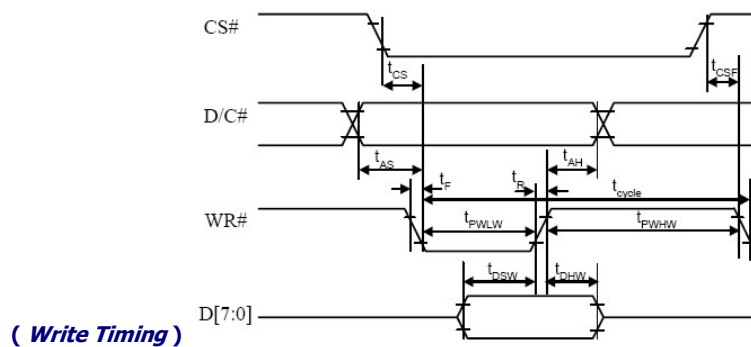 CS#
tCS
tCSF
D/C#
tAS
tAH
tF
tR
tcycle
WR#
tPWLW
tPWHW
tDSW
tDHW
( Write Timing ) D[7:0]